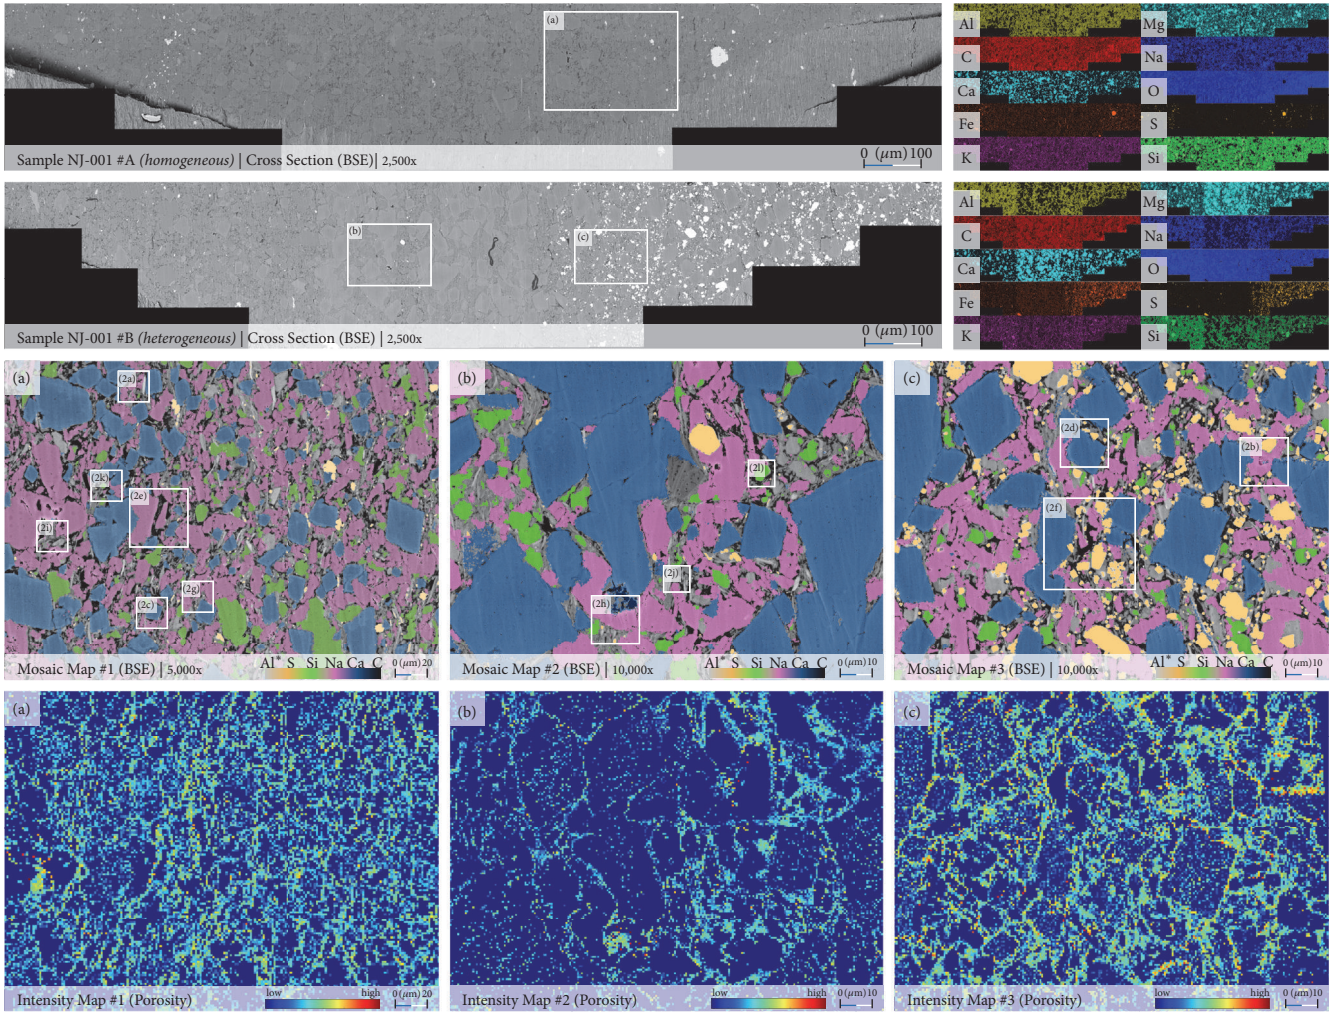 (a)
Sample NJ-001 #A (homogeneous) | Cross Section (BSE)| 2,500x
0 (µm) 100
Al
Mg
C
Na
Ca
O
Fe
S
K
Si
(b)
(c)
Sample NJ-001 #B (heterogeneous) | Cross Section (BSE) | 2,500x
0 (µm) 100
Al
Mg
C
Na
Ca
O
Fe
S
K
Si
(a)
(2a)
(2k)
(2e)
(2i)
(2g)
(2c)
Mosaic Map #1 (BSE) | 5,000x
Al* S Si Na Ca C
0 (µm) 20
(b)
(2l)
(2j)
(2h)
Mosaic Map #2 (BSE) | 10,000x
Al* S Si Na Ca C
0 (µm) 10
(c)
(2d)
(2b)
(2f)
Mosaic Map #3 (BSE) | 10,000x
Al* S Si Na Ca C
0 (µm) 10
(a)
Intensity Map #1 (Porosity)
low high
0 (µm) 20
(b)
Intensity Map #2 (Porosity)
low high
0 (µm) 10
(c)
Intensity Map #3 (Porosity)
low high
0 (µm) 10